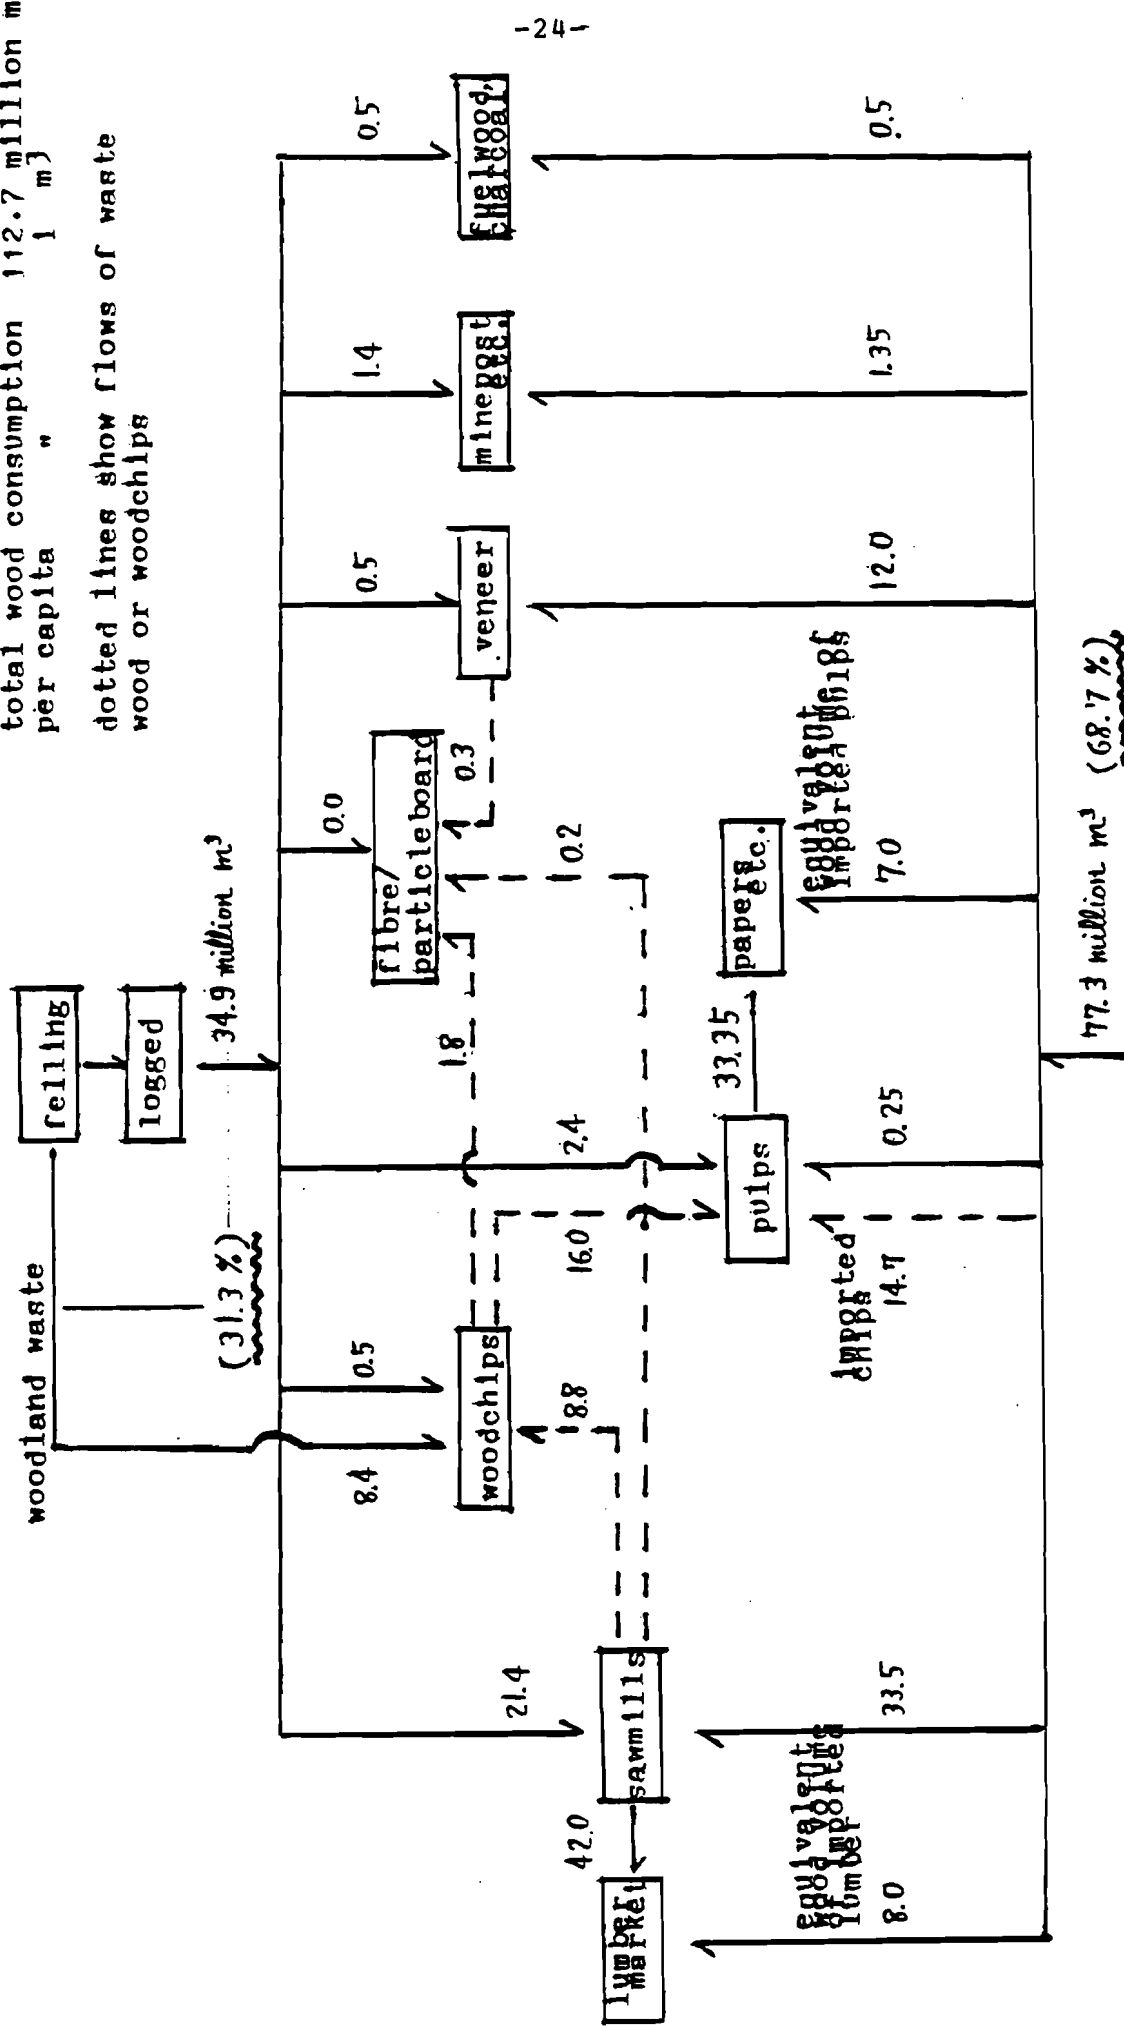 -24-
total wood consumption 112.7 million m
per capita " 1 m³
dotted lines show flows of waste
wood or woodchips
woodland waste
felling
logged
(31.3 %)
34.9 million m³
8.4
0.5
21.4
2.4
0.0
0.5
1.4
0.5
fibre/
particleboard
woodchips
veneer
minepost
etc.
fuelwood,
charcoal
1.8
0.3
0.2
16.0
8.8
sawmills
42.0
lumber
market
pulps
33.35
papers
etc.
equivalent
wood volume
of imported
lumber
8.0
33.5
imported
chips
14.7
0.25
equivalent
wood volume of
imported pulps
7.0
12.0
1.35
0.5
77.3 million m³ (68.7 %)